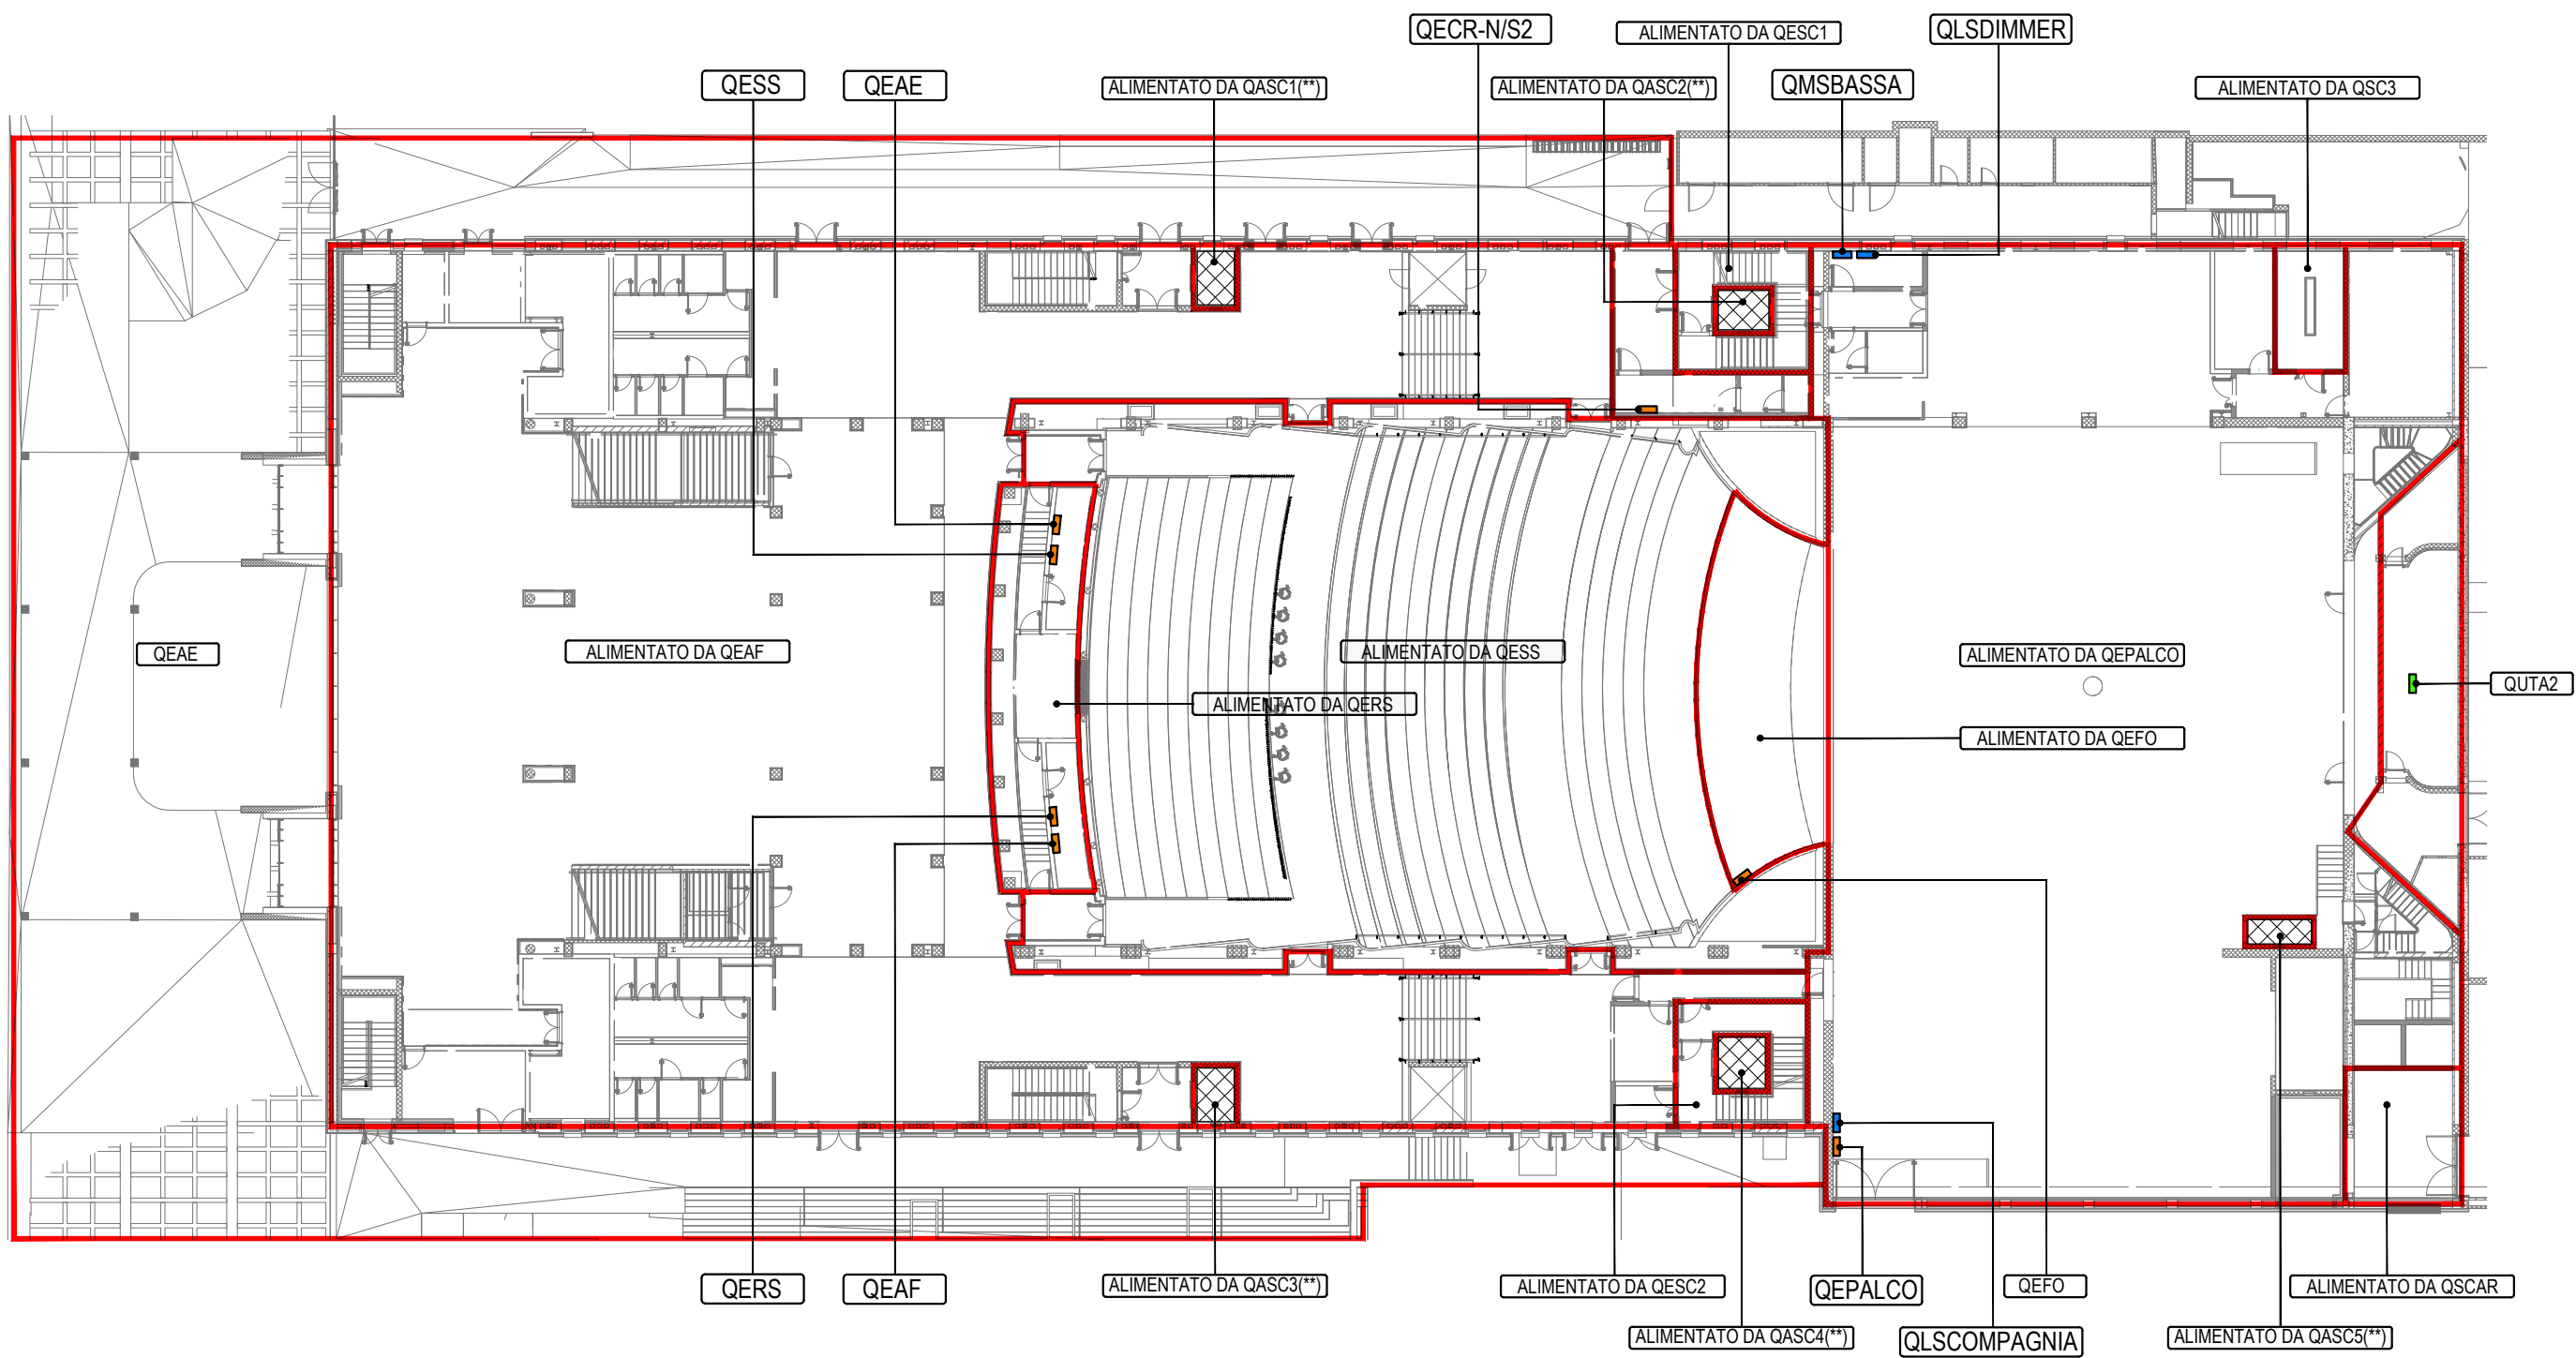 QECR-N/S2
ALIMENTATO DA QESC1
QLSDIMMER
QESS
QEAE
ALIMENTATO DA QASC1(**)
ALIMENTATO DA QASC2(**)
QMSBASSA
ALIMENTATO DA QSC3
QEAE
ALIMENTATO DA QEAF
ALIMENTATO DA QESS
ALIMENTATO DA QEPALCO
QUTA2
ALIMENTATO DA QERS
ALIMENTATO DA QEFO
QERS
QEAF
ALIMENTATO DA QASC3(**)
ALIMENTATO DA QESC2
QEPALCO
QEFO
ALIMENTATO DA QSCAR
ALIMENTATO DA QASC4(**)
QLSCOMPAGNIA
ALIMENTATO DA QASC5(**)